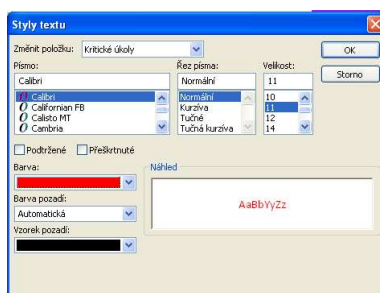 Styly textu
Změnit položku: Kritické úkoly
OK
Storno
Písmo: Řez písma: Velikost:
Calibri Normální 11
Calibri Normální 10
Californian FB Kurzíva 11
Calisto MT Tučné 12
Cambria Tučná kurzíva 14
Podtržené Přeškrtnuté
Barva: Náhled
Barva pozadí:
Automatická
AaBbYyZz
Vzorek pozadí: